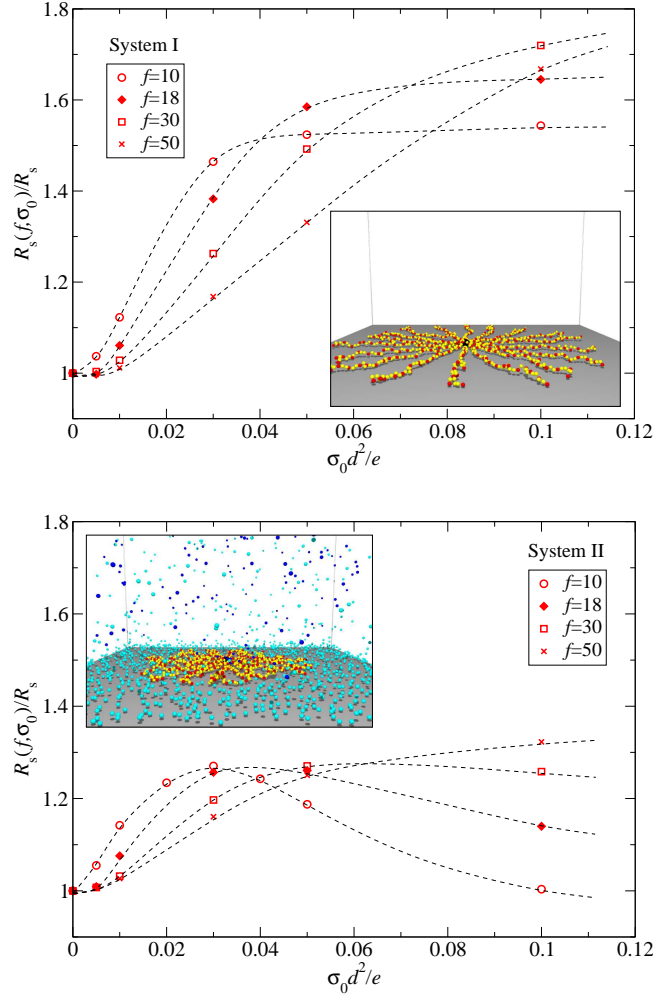 1.8
1.6
1.4
1.2
1
R_s(f,σ_0)/R_s
System I
f=10
f=18
f=30
f=50
0
0.02
0.04
0.06
0.08
0.1
0.12
σ_0d^2/e
1.8
1.6
1.4
1.2
1
R_s(f,σ_0)/R_s
System II
f=10
f=18
f=30
f=50
0
0.02
0.04
0.06
0.08
0.1
0.12
σ_0d^2/e